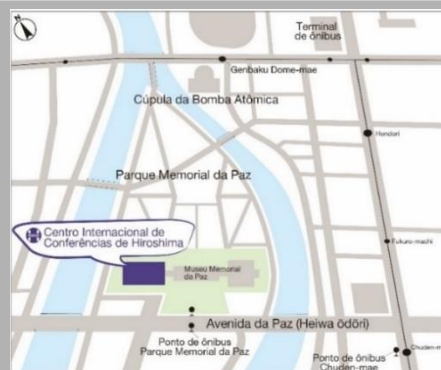 N
Terminal
de ônibus
Genbaku Dome-mae
Cúpula da Bomba Atômica
Hondori
Parque Memorial da Paz
Centro Internacional de
Conferências de Hiroshima
Fukuro-machi
Museu Memorial
da Paz
Avenida da Paz (Heiwa ōdōri)
Ponto de ônibus
Parque Memorial da Paz
Ponto de ônibus
Chuden-mae
Chuden-m